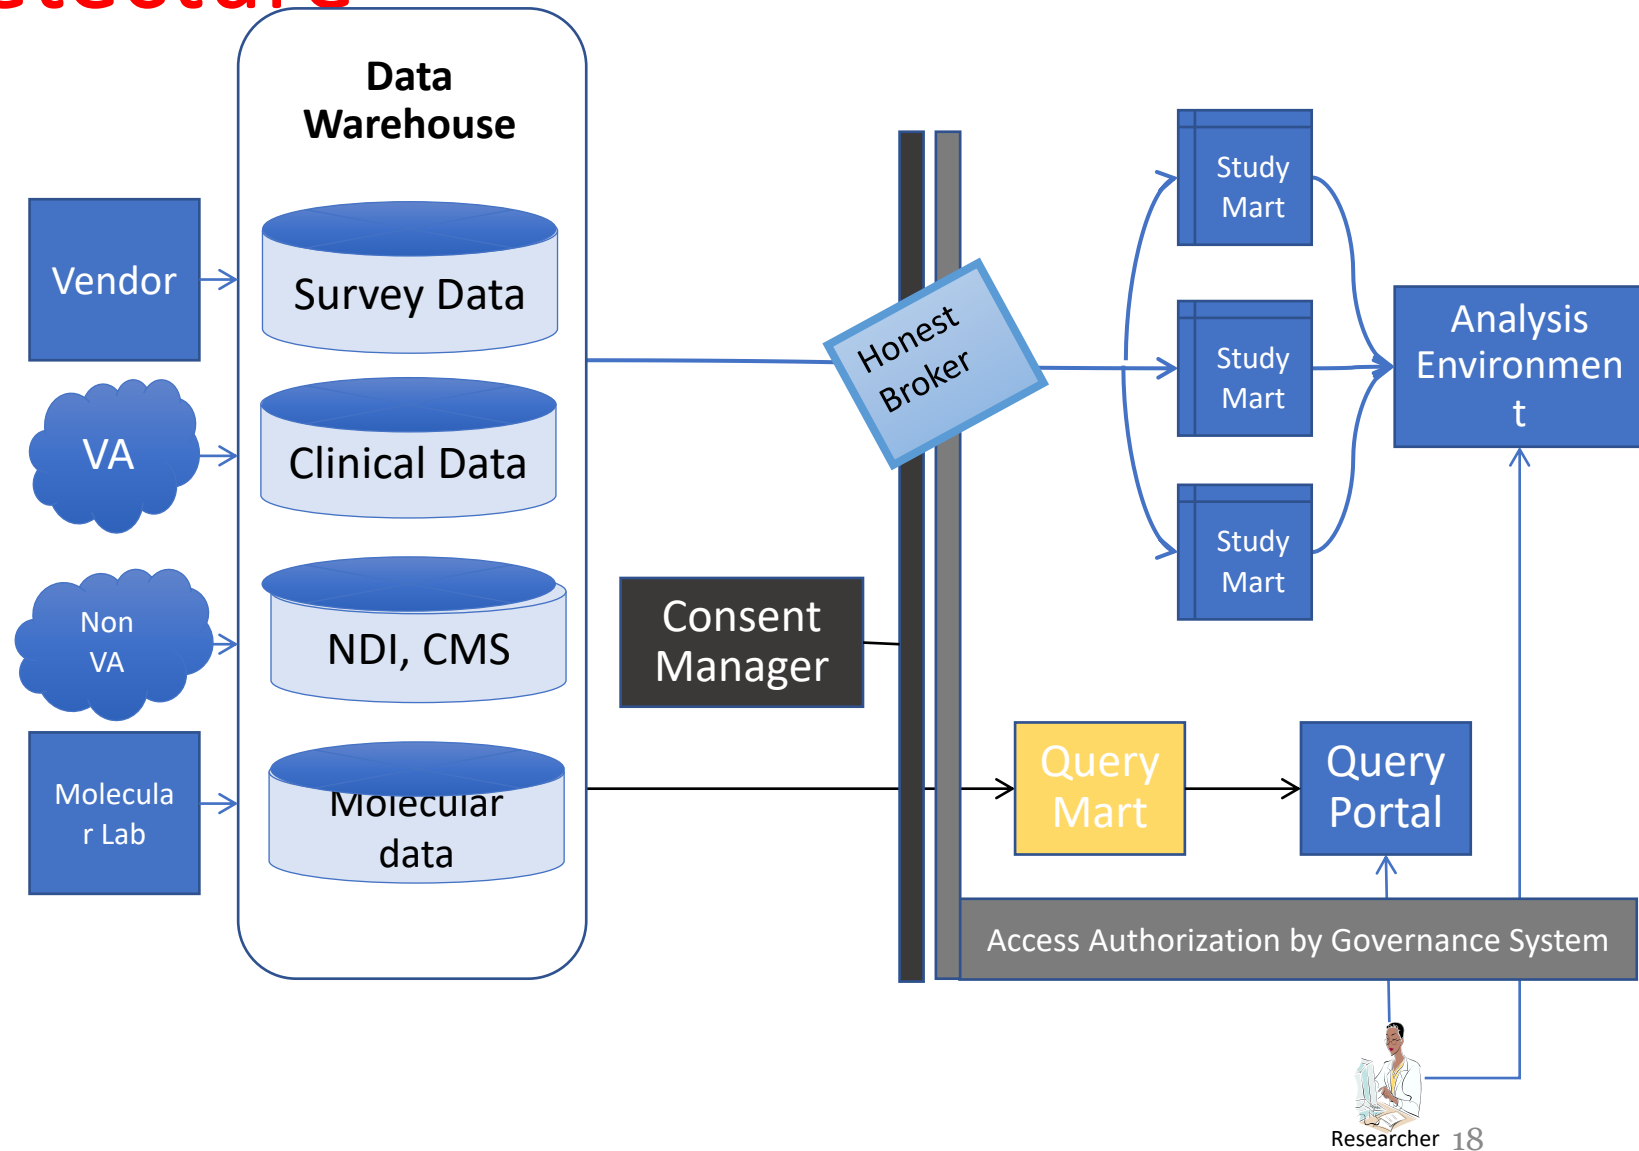 Data
Warehouse
Vendor
Survey Data
VA
Clinical Data
Non
VA
NDI, CMS
Molecula
r Lab
Molecular
data
Consent
Manager
Honest
Broker
Study
Mart
Study
Mart
Study
Mart
Analysis
Environmen
t
Query
Mart
Query
Portal
Access Authorization by Governance System
Researcher
18